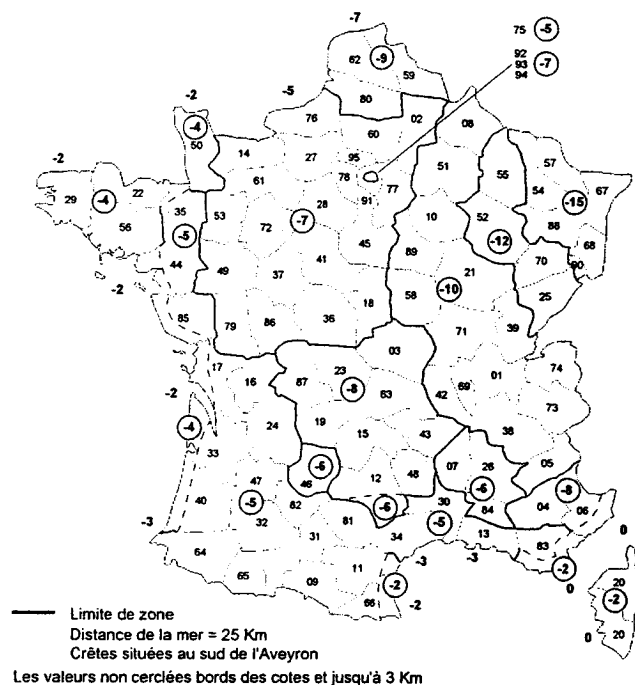 -7
75 -5
92
93 -7
94
62 -9 59
-2 -5 80
-4 50 76 02 08
60
14 27 95 51 55 57
-2 61 78 77 54 67
29 -4 22 91 -15
35 53 28 10 52 88
56 -5 72 -7 45 -12 68
44 41 89 70 90
-2 49 37 21 25
58 -10
85 79 86 36 18 71 39
17 03
23 01 74
-2 16 87 -8 69
63 42 73
-4 24 19 38
33 15 43
-6 07 26 05
47 46 12 48 -6 -8
40 -5 82 30 84 04 06
-3 32 81 -6 -5 0
31 34 13 83
64 -3 -3 -2
65 09 11 -2 0 20
66 -2 -2
0 20
Limite de zone
Distance de la mer = 25 Km
Crêtes situées au sud de l'Aveyron
Les valeurs non cerclées bords des cotes et jusqu'à 3 Km